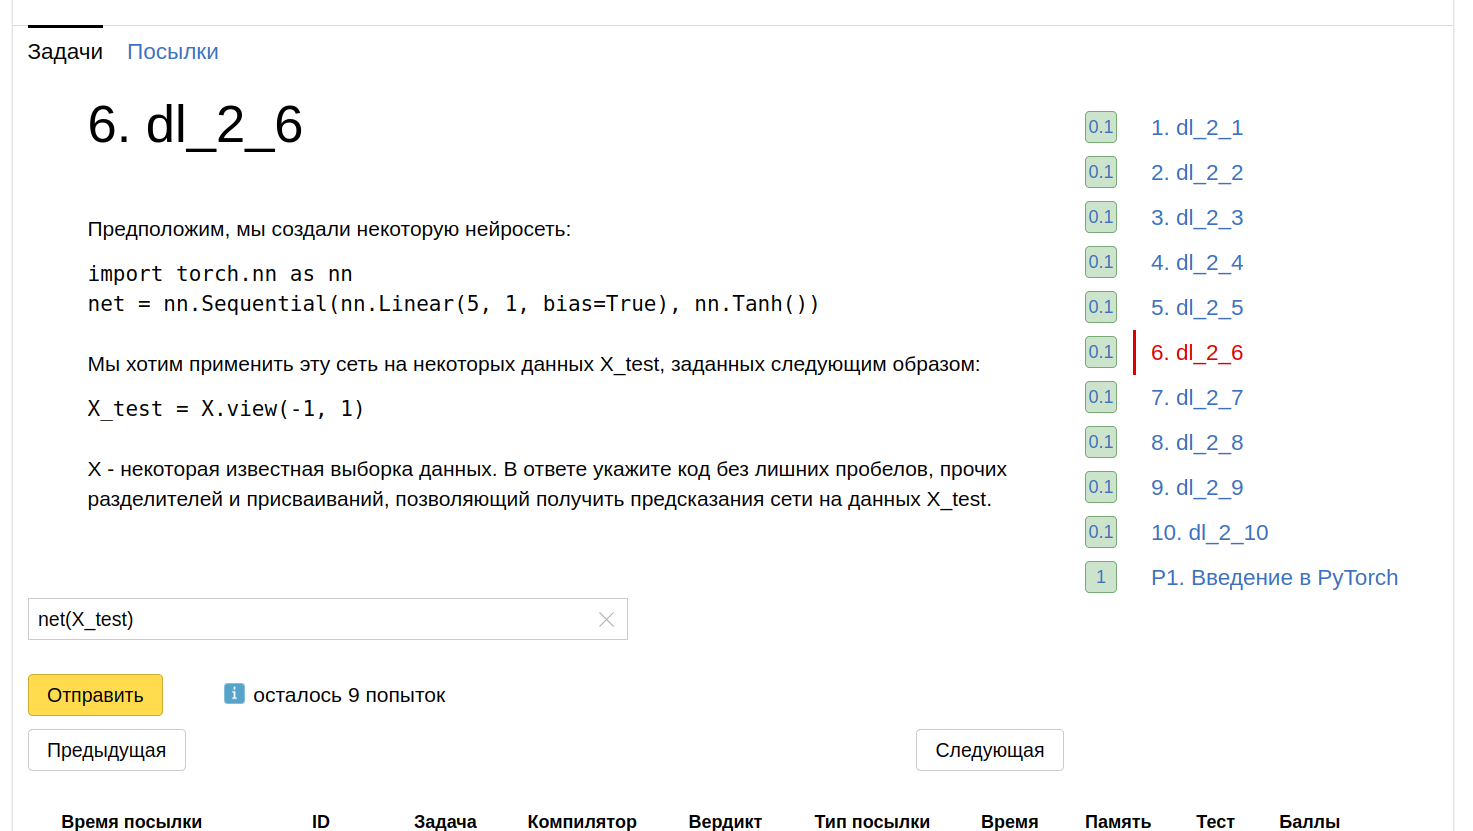 Задачи Посылки
6. dl_2_6
Предположим, мы создали некоторую нейросеть:
import torch.nn as nn
net = nn.Sequential(nn.Linear(5, 1, bias=True), nn.Tanh())
Мы хотим применить эту сеть на некоторых данных X_test, заданных следующим образом:
X_test = X.view(-1, 1)
X - некоторая известная выборка данных. В ответе укажите код без лишних пробелов, прочих
разделителей и присваиваний, позволяющий получить предсказания сети на данных X_test.
net(X_test)
Отправить
i осталось 9 попыток
Предыдущая
Следующая
0.1 1. dl_2_1
0.1 2. dl_2_2
0.1 3. dl_2_3
0.1 4. dl_2_4
0.1 5. dl_2_5
0.1 6. dl_2_6
0.1 7. dl_2_7
0.1 8. dl_2_8
0.1 9. dl_2_9
0.1 10. dl_2_10
1 P1. Введение в PyTorch
Время посылки ID Задача Компилятор Вердикт Тип посылки Время Память Тест Баллы